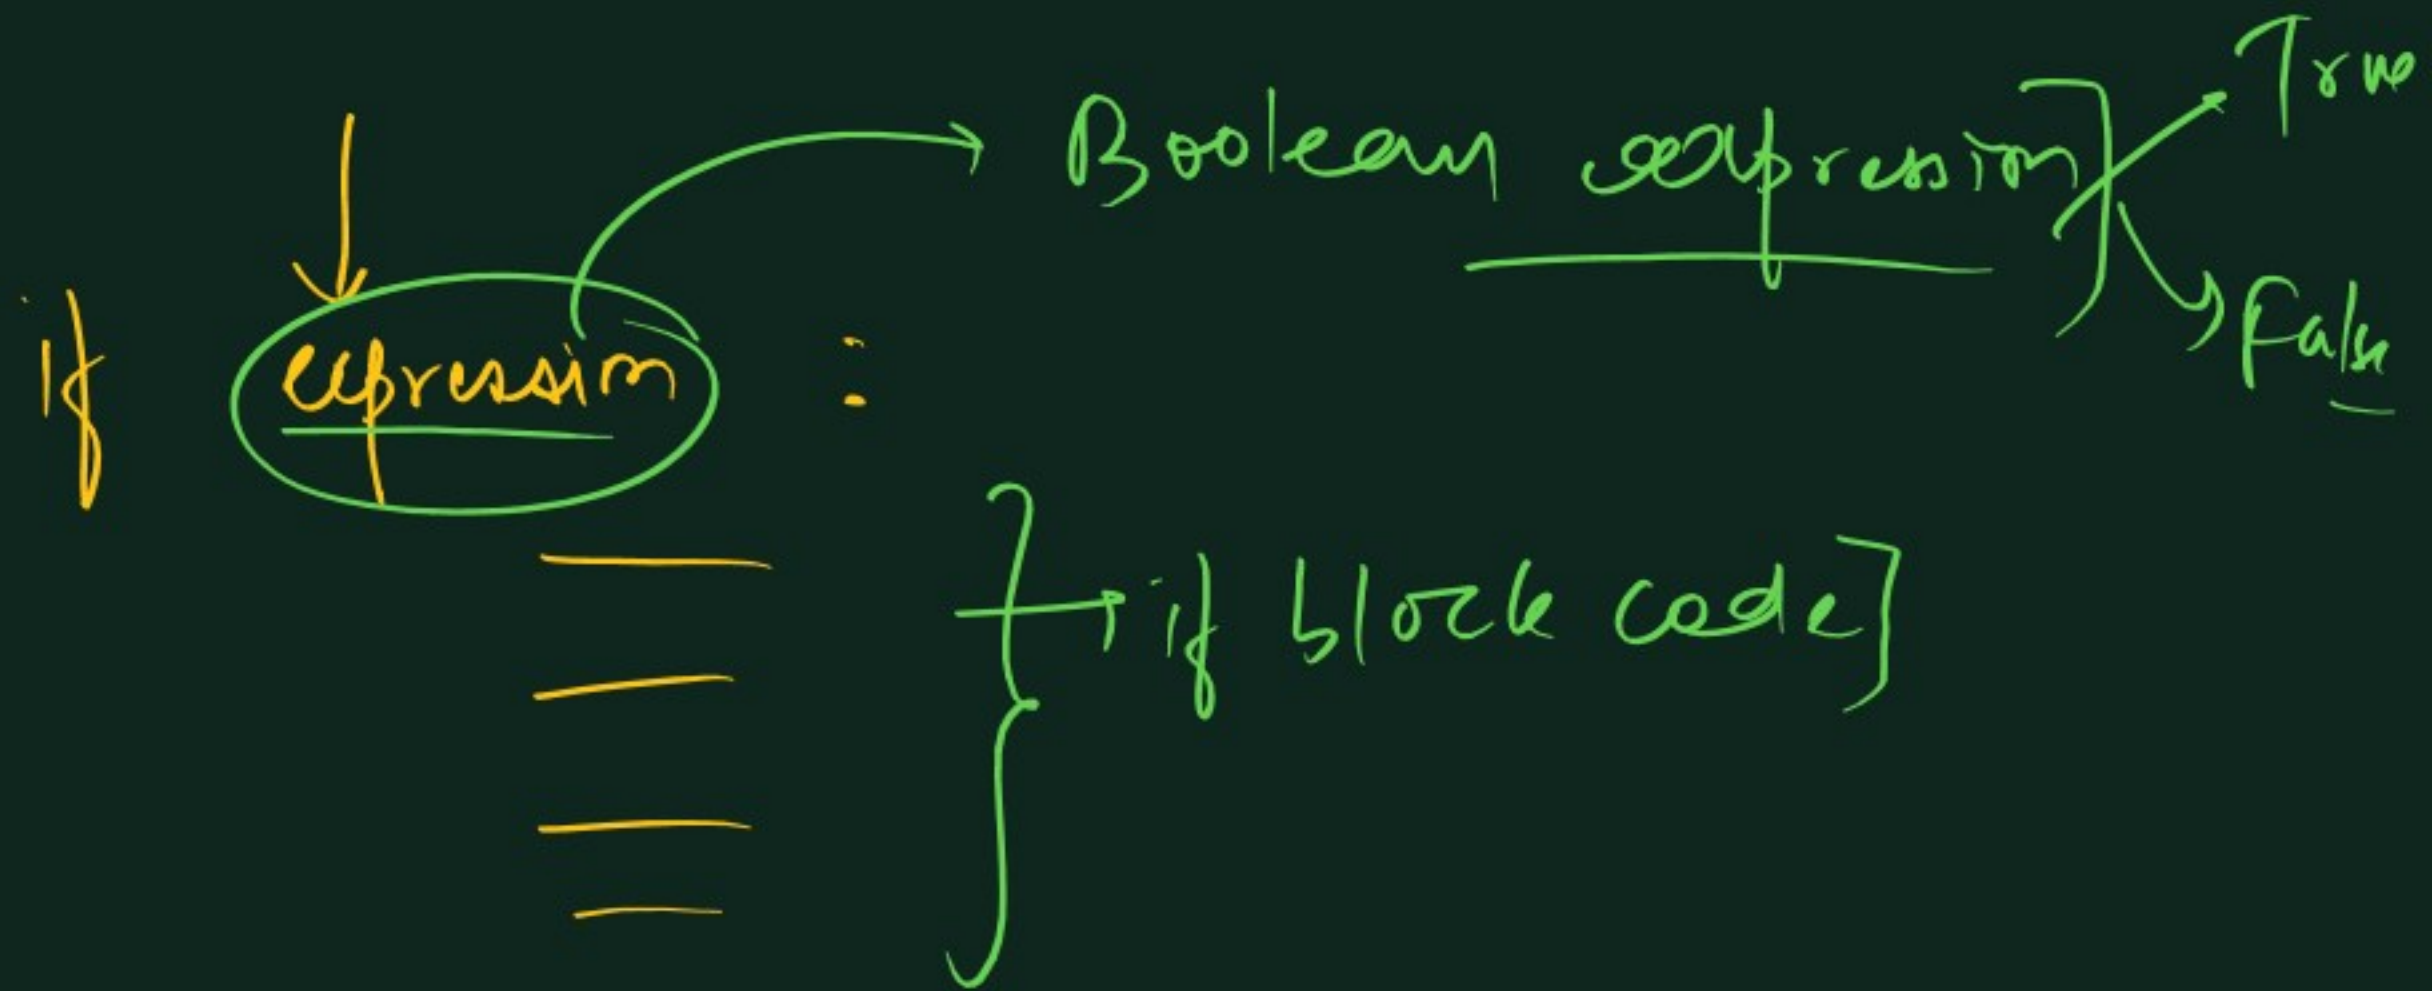 Boolean expression True
if expression : False
if block code